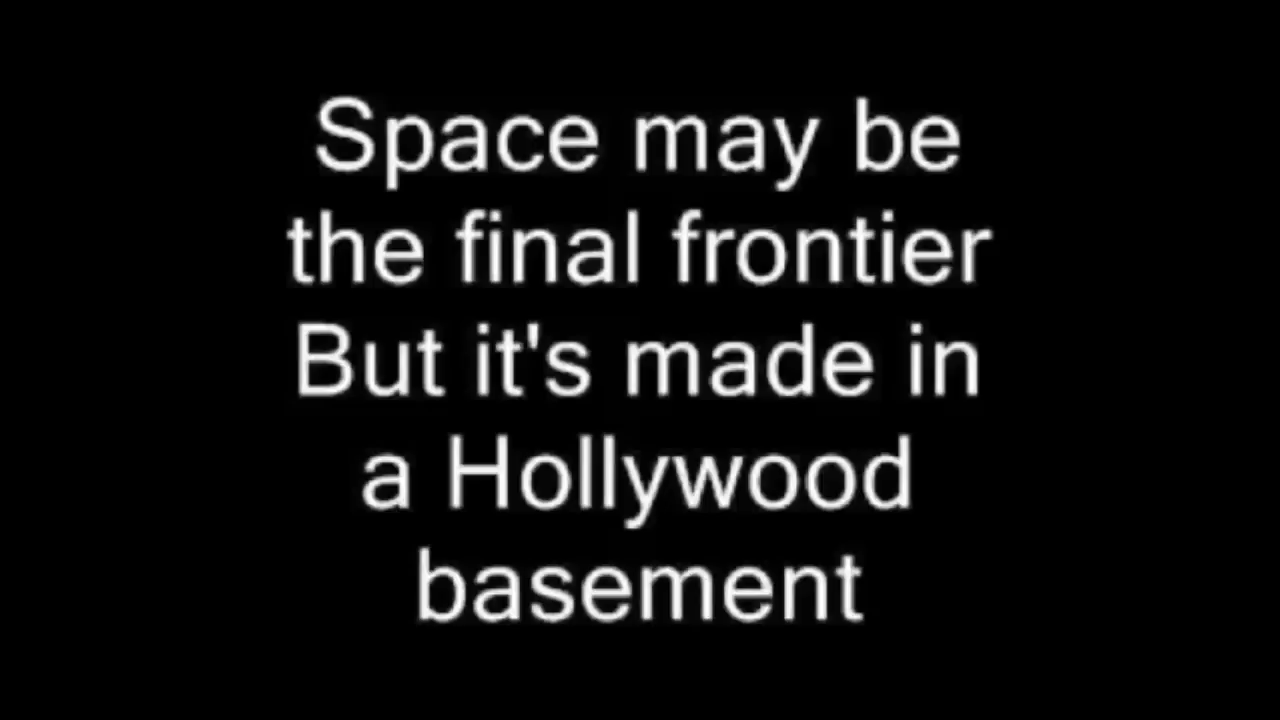 Space may be
the final frontier
But it's made in
a Hollywood
basement